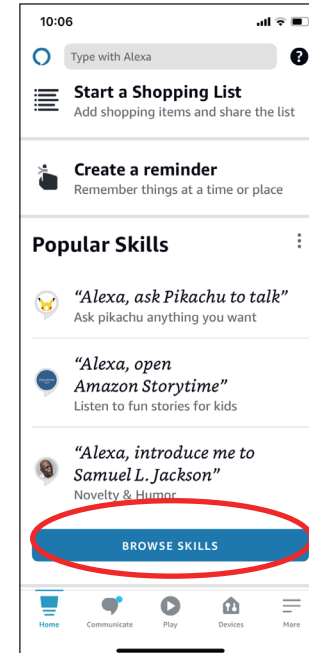 10:06
Type with Alexa
?
Start a Shopping List
Add shopping items and share the list
Create a reminder
Remember things at a time or place
Popular Skills
“Alexa, ask Pikachu to talk”
Ask pikachu anything you want
“Alexa, open
Amazon Storytime”
Listen to fun stories for kids
“Alexa, introduce me to
Samuel L. Jackson”
Novelty & Humor
BROWSE SKILLS
Home Communicate Play Devices More